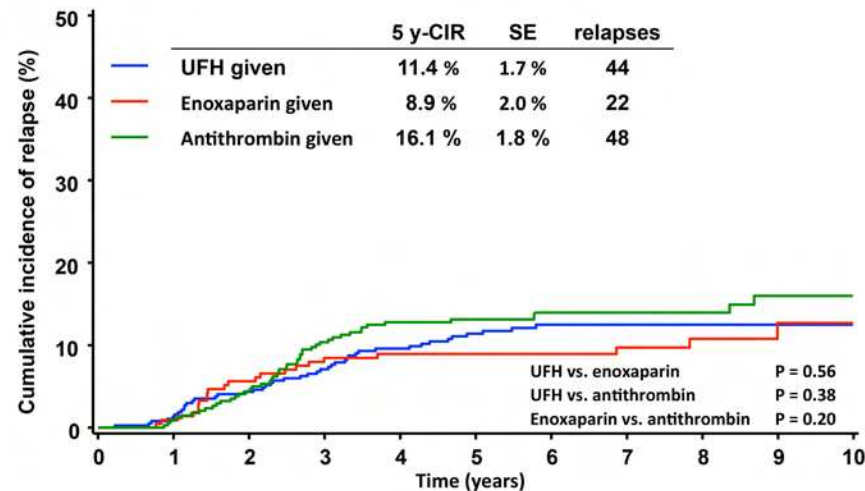 5 y-CIR SE relapses
UFH given 11.4 % 1.7 % 44
Enoxaparin given 8.9 % 2.0 % 22
Antithrombin given 16.1 % 1.8 % 48
Cumulative incidence of relapse (%)
50
40
30
20
10
0
UFH vs. enoxaparin P = 0.56
UFH vs. antithrombin P = 0.38
Enoxaparin vs. antithrombin P = 0.20
0 1 2 3 4 5 6 7 8 9 10
Time (years)